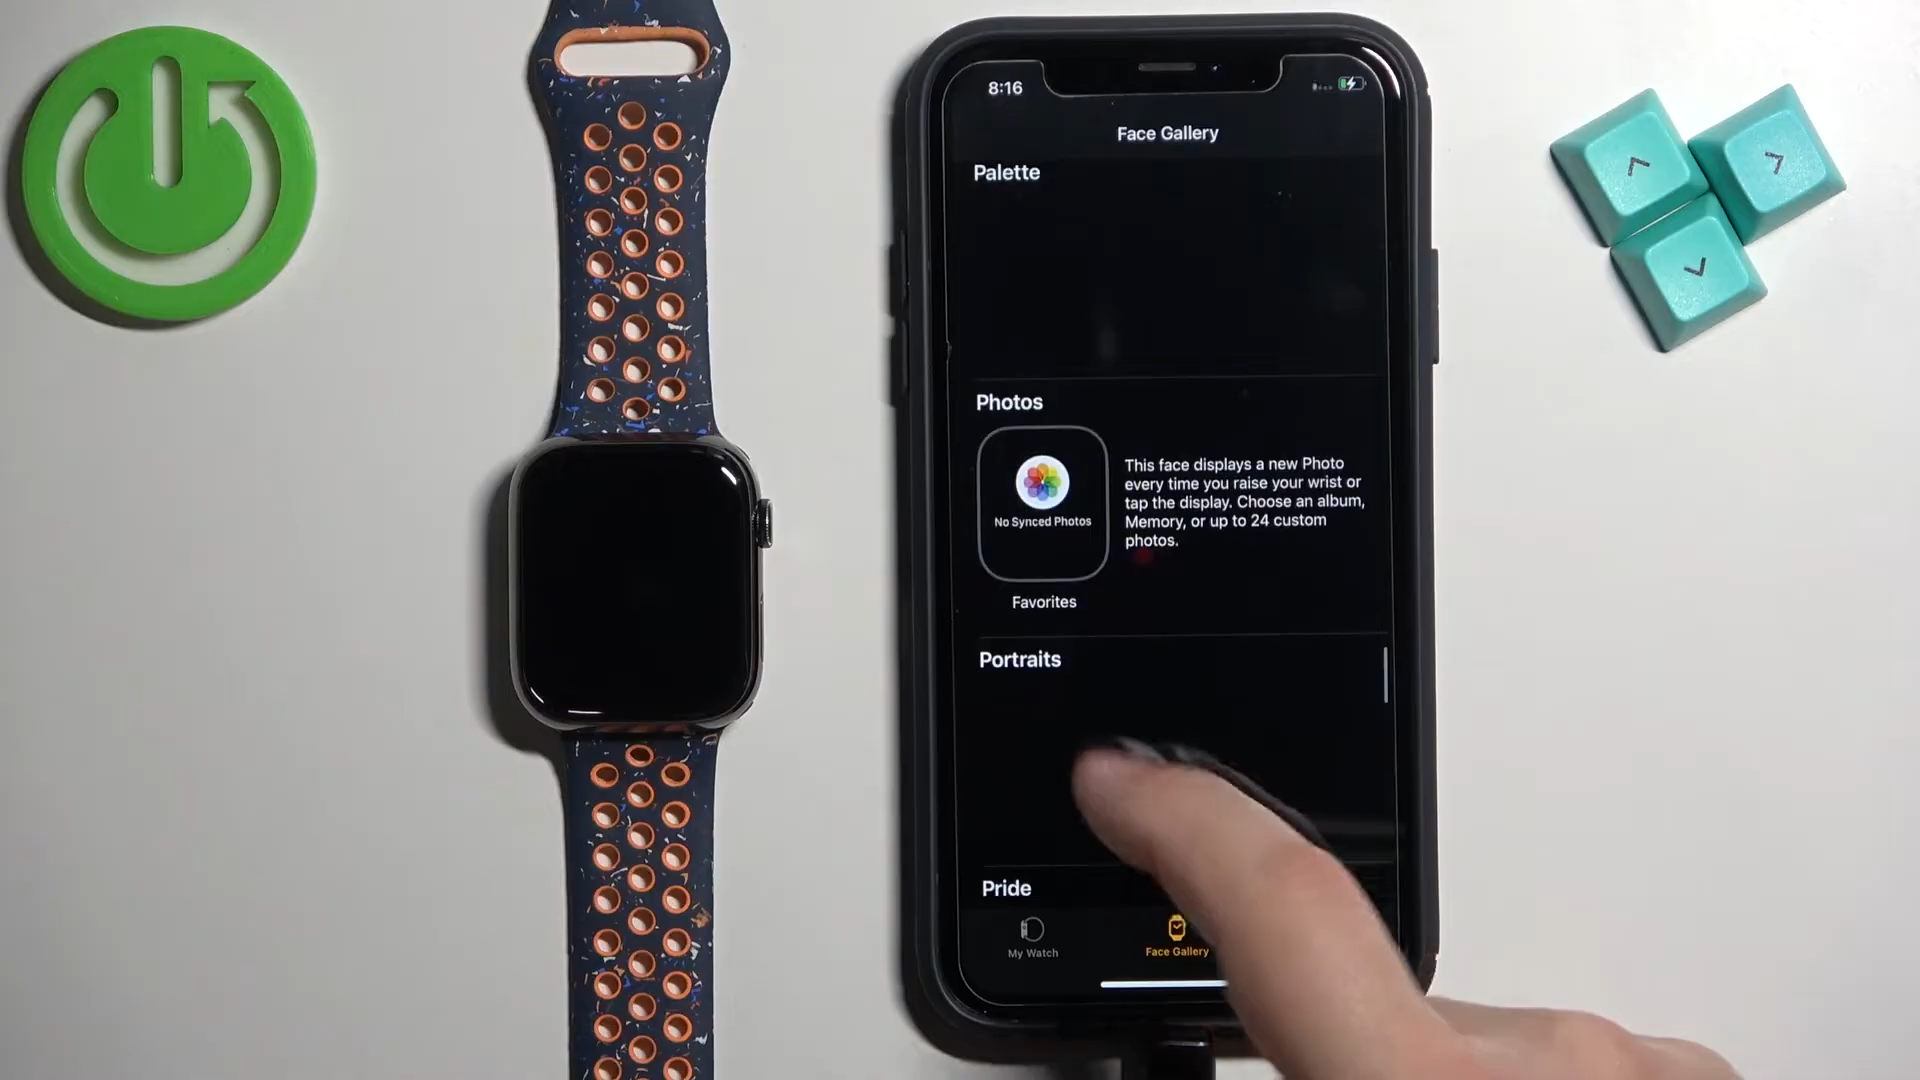 8:16
Face Gallery
Palette
Photos
No Synced Photos
This face displays a new Photo
every time you raise your wrist or
tap the display. Choose an album,
Memory, or up to 24 custom
photos.
Favorites
Portraits
Pride
My Watch
Face Gallery